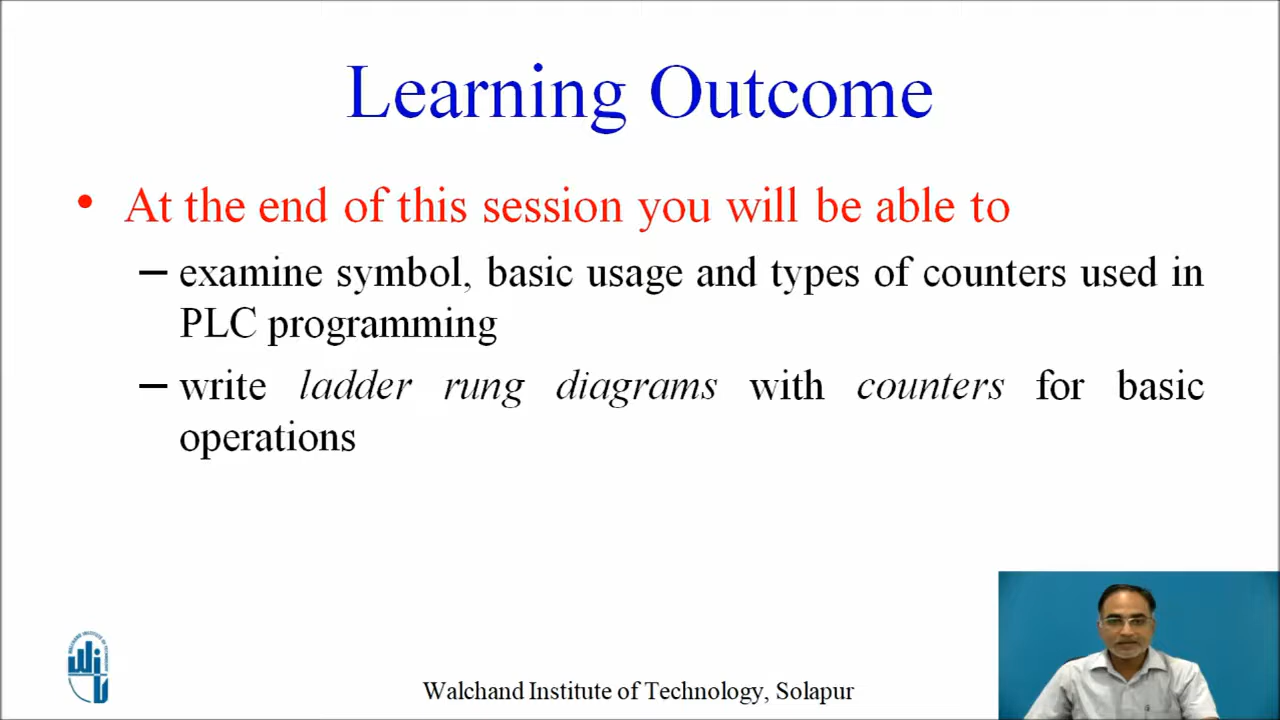 Learning Outcome
• At the end of this session you will be able to
– examine symbol, basic usage and types of counters used in
PLC programming
– write ladder rung diagrams with counters for basic
operations
Walchand Institute of Technology, Solapur